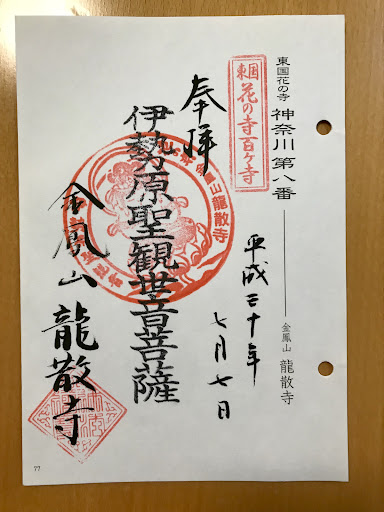 東国花の寺 神奈川第八番 金鳳山 龍散寺
東国
花の寺百ケ寺
奉拝
平成三十年
七月七日
伊勢原聖観世音菩薩
金鳳山 龍散寺
77